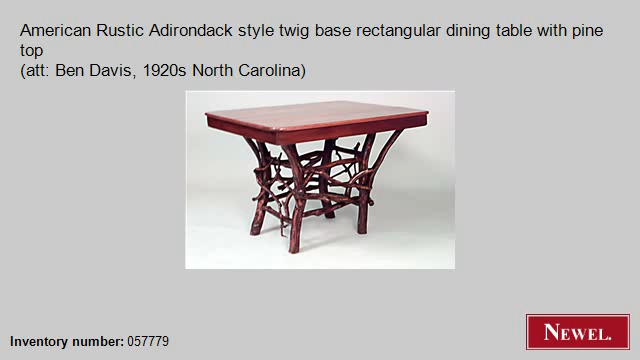 American Rustic Adirondack style twig base rectangular dining table with pine
top
(att: Ben Davis, 1920s North Carolina)
Inventory number: 057779
NEWEL.